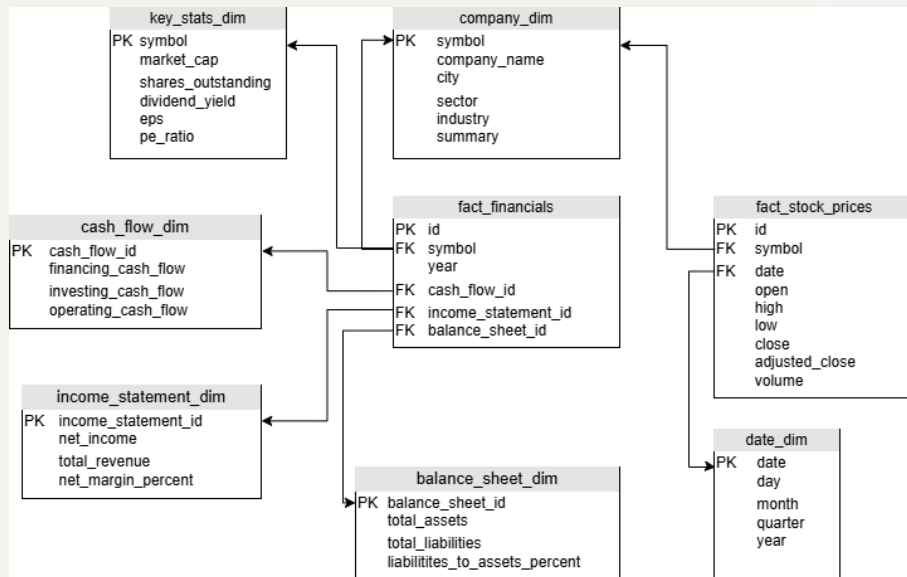 key_stats_dim
PK symbol
market_cap
shares_outstanding
dividend_yield
eps
pe_ratio
company_dim
PK symbol
company_name
city
sector
industry
summary
cash_flow_dim
PK cash_flow_id
financing_cash_flow
investing_cash_flow
operating_cash_flow
fact_financials
PK id
FK symbol
year
FK cash_flow_id
FK income_statement_id
FK balance_sheet_id
fact_stock_prices
PK id
FK symbol
FK date
open
high
low
close
adjusted_close
volume
income_statement_dim
PK income_statement_id
net_income
total_revenue
net_margin_percent
balance_sheet_dim
PK balance_sheet_id
total_assets
total_liabilities
liabilitites_to_assets_percent
date_dim
PK date
day
month
quarter
year